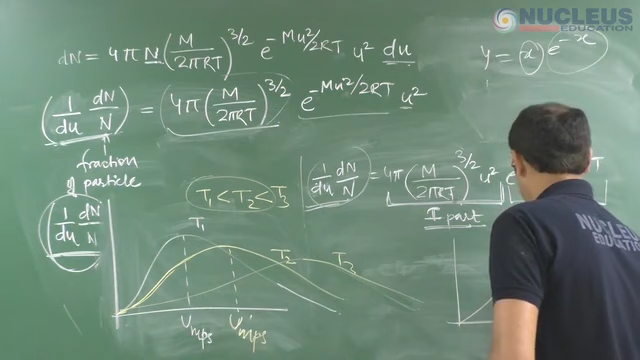 NUCLEUS
EDUCATION
dN = 4π N (M/2πRT)^3/2 e^-Mu²/2RT u² du
y = x e^-x
(1/du dN/N) = 4π (M/2πRT)^3/2 e^-Mu²/2RT u²
fraction
of particle
(1/du dN/N) = 4π (M/2πRT)^3/2 u² e
I part
T₁ < T₂ < T₃
1/du dN/N
T₁
T₂
T₃
Vmps
V'mps
NUCLEUS
EDUCATION